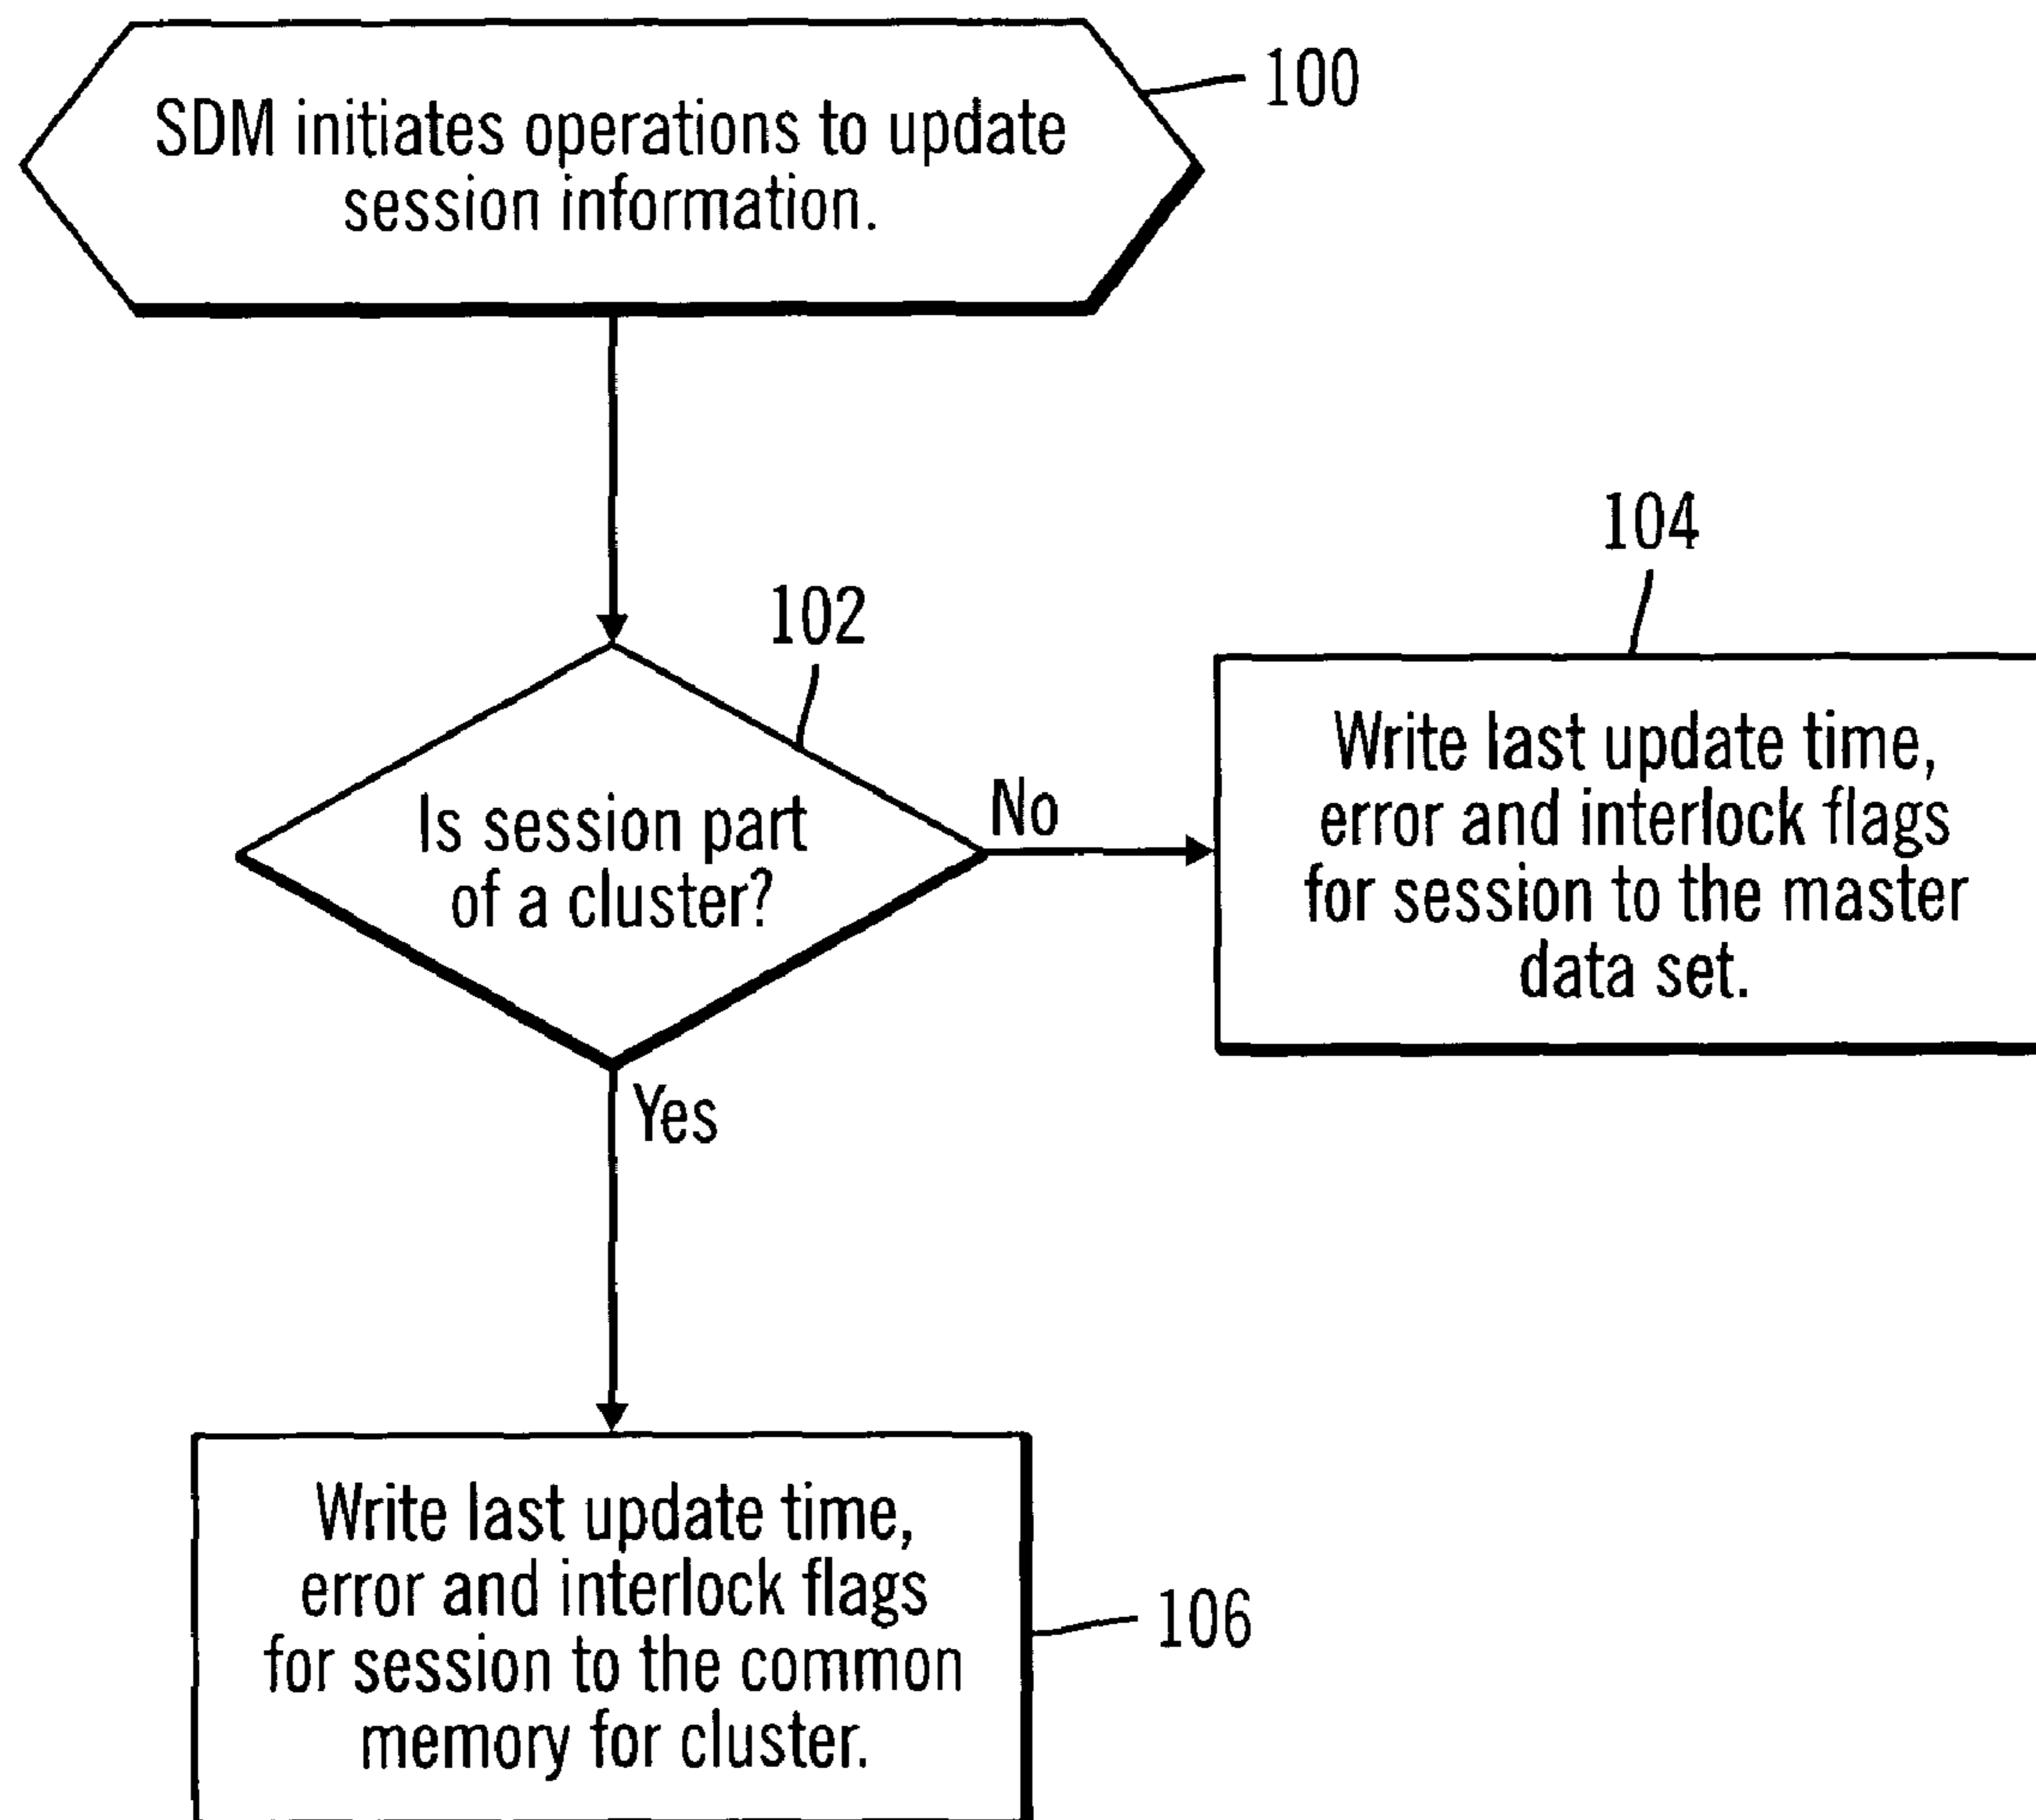 100
SDM initiates operations to update
session information.
104
102
Is session part
of a cluster?
No
Write last update time,
error and interlock flags
for session to the master
data set.
Yes
Write last update time,
error and interlock flags
for session to the common
memory for cluster.
106